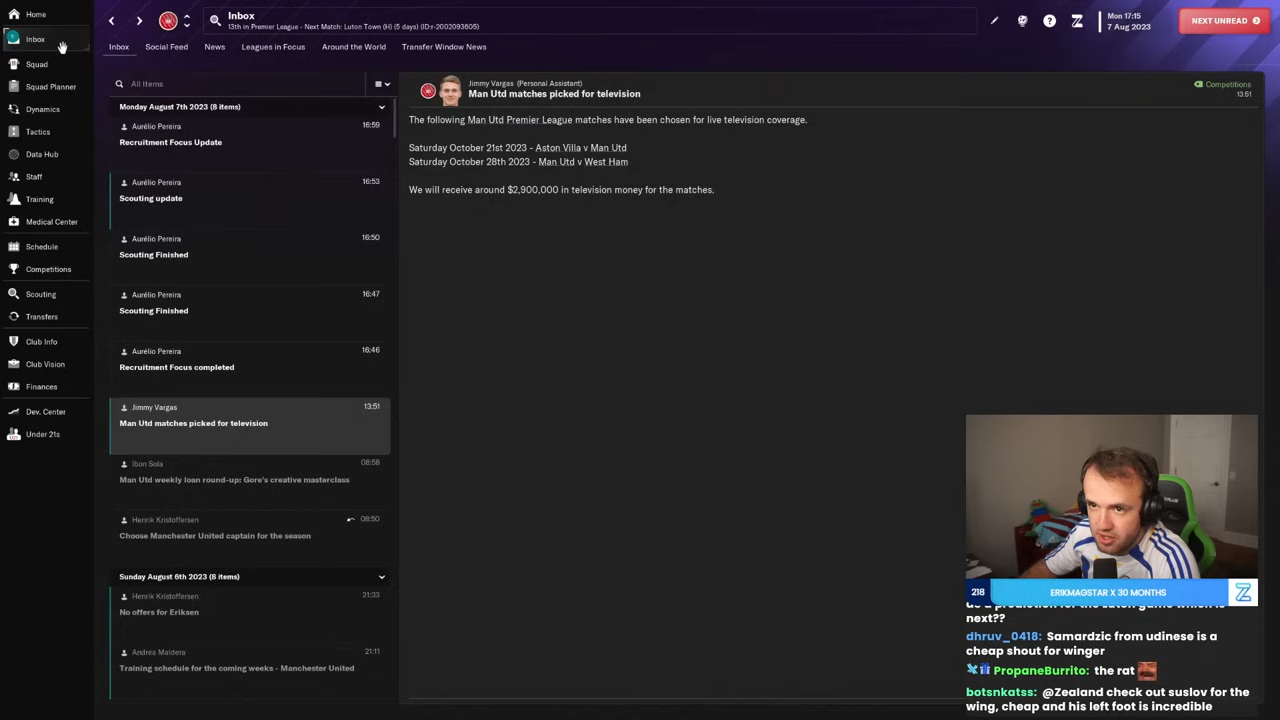 Home
Inbox
Squad
Squad Planner
Dynamics
Tactics
Data Hub
Staff
Training
Medical Center
Schedule
Competitions
Scouting
Transfers
Club Info
Club Vision
Finances
Dev. Center
Under 21s
Inbox
13th in Premier League - Next Match: Luton Town (H) (5 days) (ID:r-2002093605)
Mon 17:15
7 Aug 2023
NEXT UNREAD
Inbox
Social Feed
News
Leagues in Focus
Around the World
Transfer Window News
All Items
Monday August 7th 2023 (8 items)
Aurélio Pereira
16:59
Recruitment Focus Update
Aurélio Pereira
16:53
Scouting update
Aurélio Pereira
16:50
Scouting Finished
Aurélio Pereira
16:47
Scouting Finished
Aurélio Pereira
16:46
Recruitment Focus completed
Jimmy Vargas
13:51
Man Utd matches picked for television
Ibon Sola
08:58
Man Utd weekly loan round-up: Gore's creative masterclass
Henrik Kristoffersen
08:50
Choose Manchester United captain for the season
Sunday August 6th 2023 (8 items)
Henrik Kristoffersen
21:33
No offers for Eriksen
Andrea Maldera
21:11
Training schedule for the coming weeks - Manchester United
Jimmy Vargas (Personal Assistant)
Man Utd matches picked for television
Competitions
13:51
The following Man Utd Premier League matches have been chosen for live television coverage.
Saturday October 21st 2023 - Aston Villa v Man Utd
Saturday October 28th 2023 - Man Utd v West Ham
We will receive around $2,900,000 in television money for the matches.
218
ERIKMAGSTAR X 30 MONTHS
next??
dhruv_0418: Samardzic from udinese is a
cheap shout for winger
PropaneBurrito: the rat
botsnkatss: @Zealand check out suslov for the
wing, cheap and his left foot is incredible